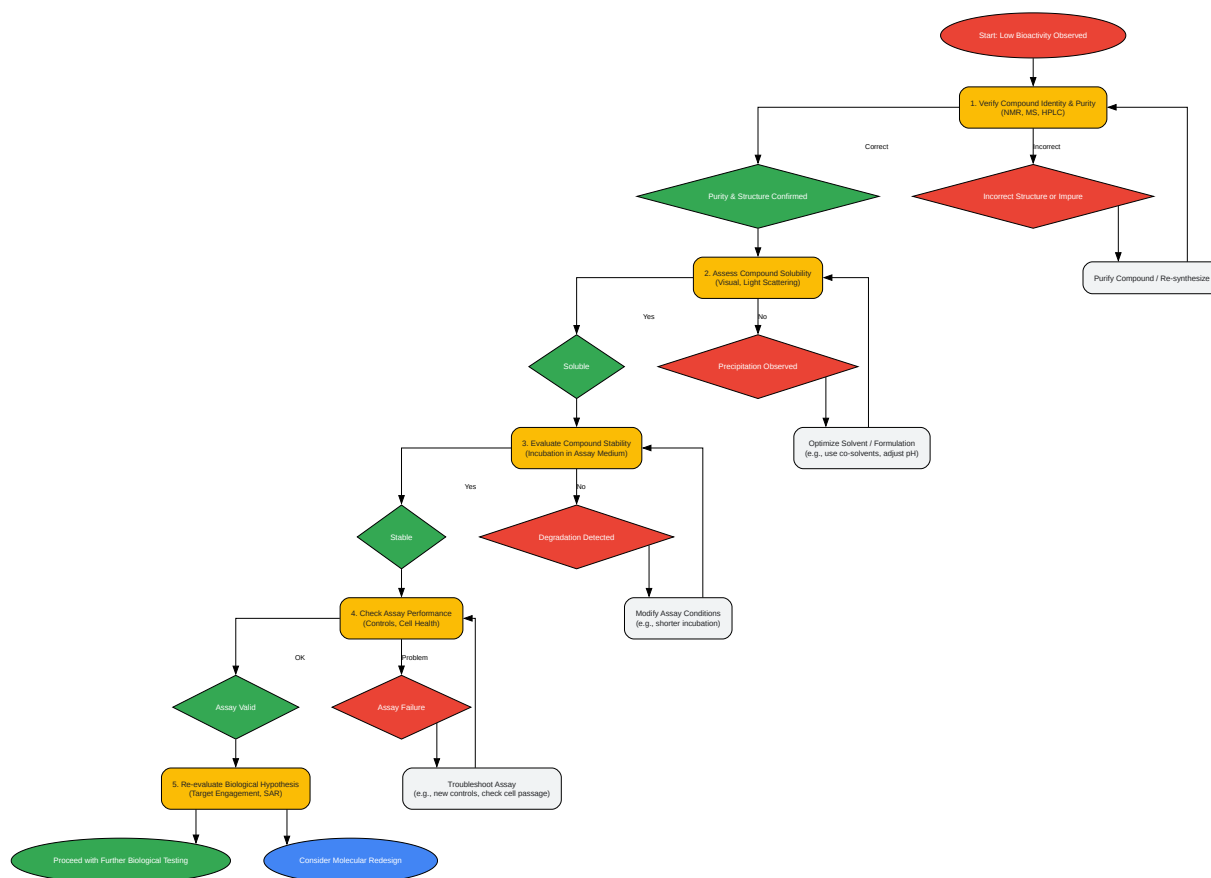 Start: Low Bioactivity Observed
1. Verify Compound Identity & Purity
(NMR, MS, HPLC)
Correct
Incorrect
Purity & Structure Confirmed
Incorrect Structure or Impure
Purify Compound / Re-synthesize
2. Assess Compound Solubility
(Visual, Light Scattering)
Yes
No
Soluble
Precipitation Observed
Optimize Solvent / Formulation
(e.g., use co-solvents, adjust pH)
3. Evaluate Compound Stability
(Incubation in Assay Medium)
Yes
No
Stable
Degradation Detected
Modify Assay Conditions
(e.g., shorter incubation)
4. Check Assay Performance
(Controls, Cell Health)
OK
Problem
Assay Valid
Assay Failure
Troubleshoot Assay
(e.g., new controls, check cell passage)
5. Re-evaluate Biological Hypothesis
(Target Engagement, SAR)
Proceed with Further Biological Testing
Consider Molecular Redesign